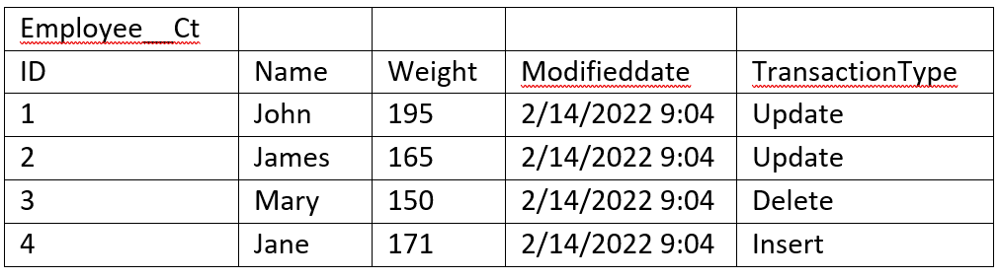 Employee__Ct
ID Name Weight Modifieddate TransactionType
1 John 195 2/14/2022 9:04 Update
2 James 165 2/14/2022 9:04 Update
3 Mary 150 2/14/2022 9:04 Delete
4 Jane 171 2/14/2022 9:04 Insert